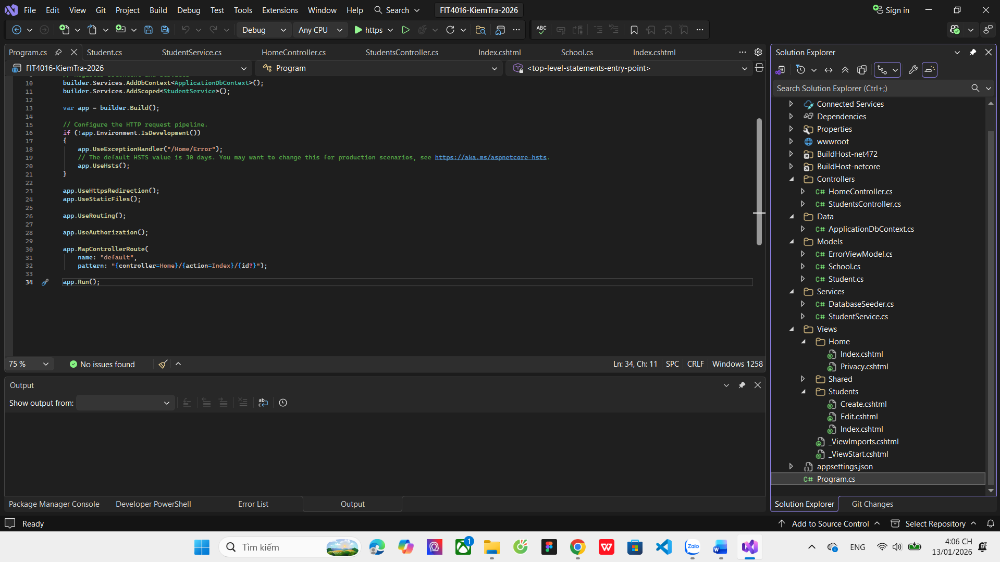 File Edit View Git Project Build Debug Test Tools Extensions Window Help Search FIT4016-KiemTra-2026 Sign in
Debug Any CPU https
Program.cs Student.cs StudentService.cs HomeController.cs StudentsController.cs Index.cshtml School.cs Index.cshtml
FIT4016-KiemTra-2026 Program <top-level-statements-entry-point>
10 builder.Services.AddDbContext<ApplicationDbContext>();
11 builder.Services.AddScoped<StudentService>();
12
13 var app = builder.Build();
14
15 // Configure the HTTP request pipeline.
16 if (!app.Environment.IsDevelopment())
17 {
18 app.UseExceptionHandler("/Home/Error");
19 // The default HSTS value is 30 days. You may want to change this for production scenarios, see https://aka.ms/aspnetcore-hsts.
20 app.UseHsts();
21 }
22
23 app.UseHttpsRedirection();
24 app.UseStaticFiles();
25
26 app.UseRouting();
27
28 app.UseAuthorization();
29
30 app.MapControllerRoute(
31 name: "default",
32 pattern: "{controller=Home}/{action=Index}/{id?}");
33
34 app.Run();
75 % No issues found Ln: 34, Ch: 11 SPC CRLF Windows 1258
Output
Show output from:
Package Manager Console Developer PowerShell Error List Output
Solution Explorer
Search Solution Explorer (Ctrl+;)
Connected Services
Dependencies
Properties
wwwroot
BuildHost-net472
BuildHost-netcore
Controllers
C# HomeController.cs
C# StudentsController.cs
Data
C# ApplicationDbContext.cs
Models
C# ErrorViewModel.cs
C# School.cs
C# Student.cs
Services
C# DatabaseSeeder.cs
C# StudentService.cs
Views
Home
Index.cshtml
Privacy.cshtml
Shared
Students
Create.cshtml
Edit.cshtml
Index.cshtml
_ViewImports.cshtml
_ViewStart.cshtml
appsettings.json
C# Program.cs
Solution Explorer Git Changes
Ready Add to Source Control Select Repository
Tìm kiếm 1 Zalo ENG 4:06 CH
13/01/2026